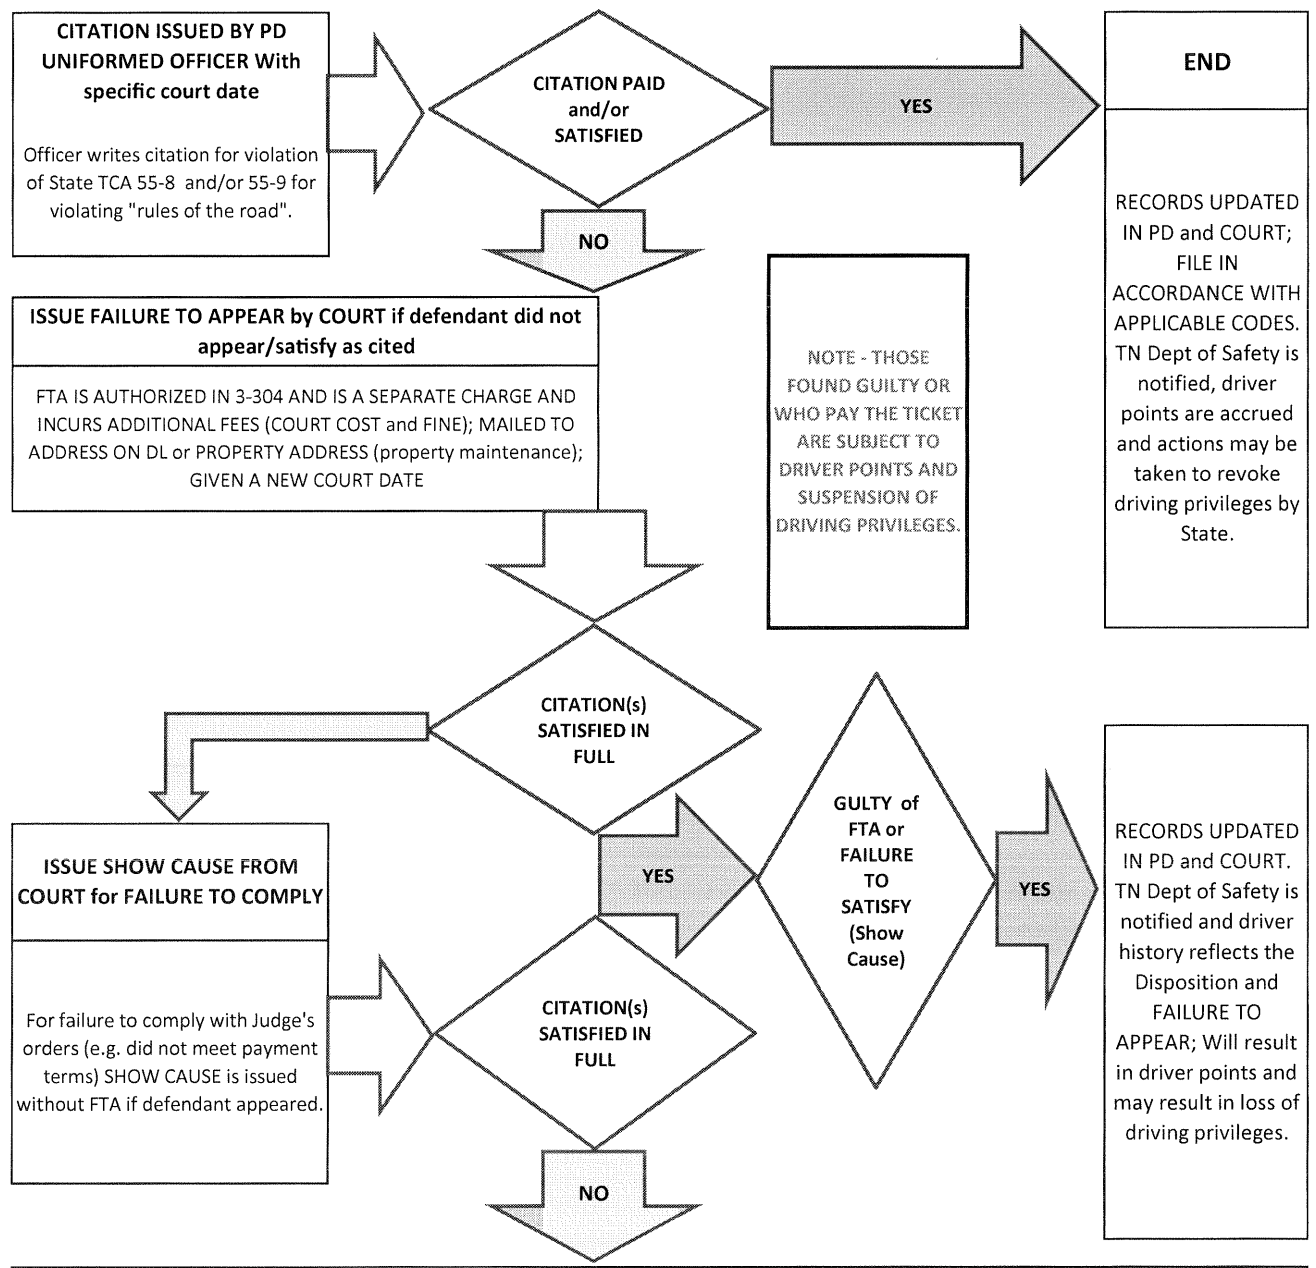 CITATION ISSUED BY PD
UNIFORMED OFFICER With
specific court date
Officer writes citation for violation
of State TCA 55-8 and/or 55-9 for
violating "rules of the road".
CITATION PAID
and/or
SATISFIED
YES
END
RECORDS UPDATED
IN PD and COURT;
FILE IN
ACCORDANCE WITH
APPLICABLE CODES.
TN Dept of Safety is
notified, driver
points are accrued
and actions may be
taken to revoke
driving privileges by
State.
NO
ISSUE FAILURE TO APPEAR by COURT if defendant did not
appear/satisfy as cited
FTA IS AUTHORIZED IN 3-304 AND IS A SEPARATE CHARGE AND
INCURS ADDITIONAL FEES (COURT COST and FINE); MAILED TO
ADDRESS ON DL or PROPERTY ADDRESS (property maintenance);
GIVEN A NEW COURT DATE
NOTE - THOSE
FOUND GUILTY OR
WHO PAY THE TICKET
ARE SUBJECT TO
DRIVER POINTS AND
SUSPENSION OF
DRIVING PRIVILEGES.
CITATION(s)
SATISFIED IN
FULL
YES
GULTY of
FTA or
FAILURE
TO
SATISFY
(Show
Cause)
YES
RECORDS UPDATED
IN PD and COURT.
TN Dept of Safety is
notified and driver
history reflects the
Disposition and
FAILURE TO
APPEAR; Will result
in driver points and
may result in loss of
driving privileges.
ISSUE SHOW CAUSE FROM
COURT for FAILURE TO COMPLY
For failure to comply with Judge's
orders (e.g. did not meet payment
terms) SHOW CAUSE is issued
without FTA if defendant appeared.
CITATION(s)
SATISFIED IN
FULL
NO